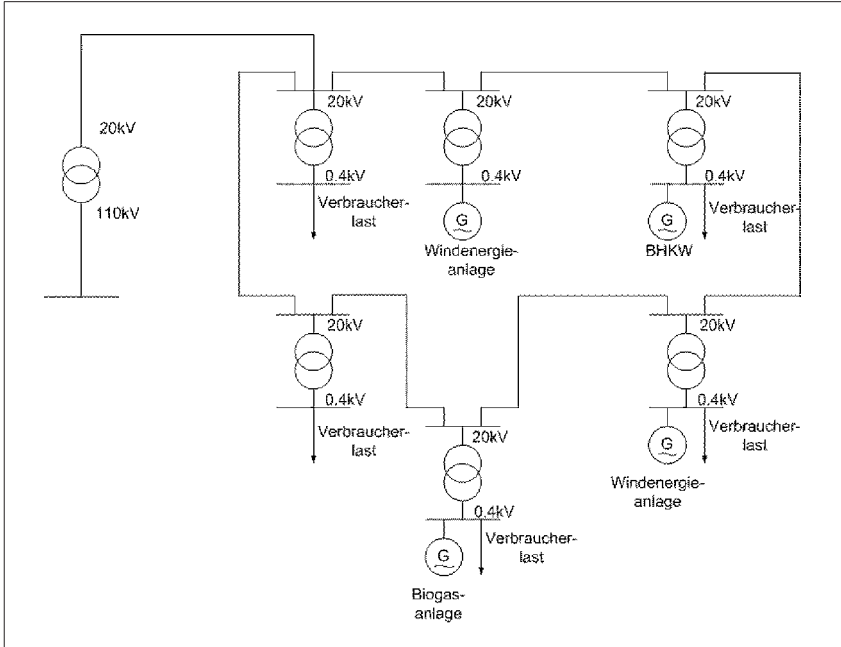 20kV
110kV
20kV
0.4kV
Verbraucher-
last
20kV
0.4kV
G
Windenergie-
anlage
20kV
0.4kV
G
BHKW
Verbraucher-
last
20kV
0.4kV
Verbraucher-
last
20kV
0.4kV
G
Biogas-
anlage
Verbraucher-
last
20kV
0.4kV
G
Windenergie-
anlage
Verbraucher-
last